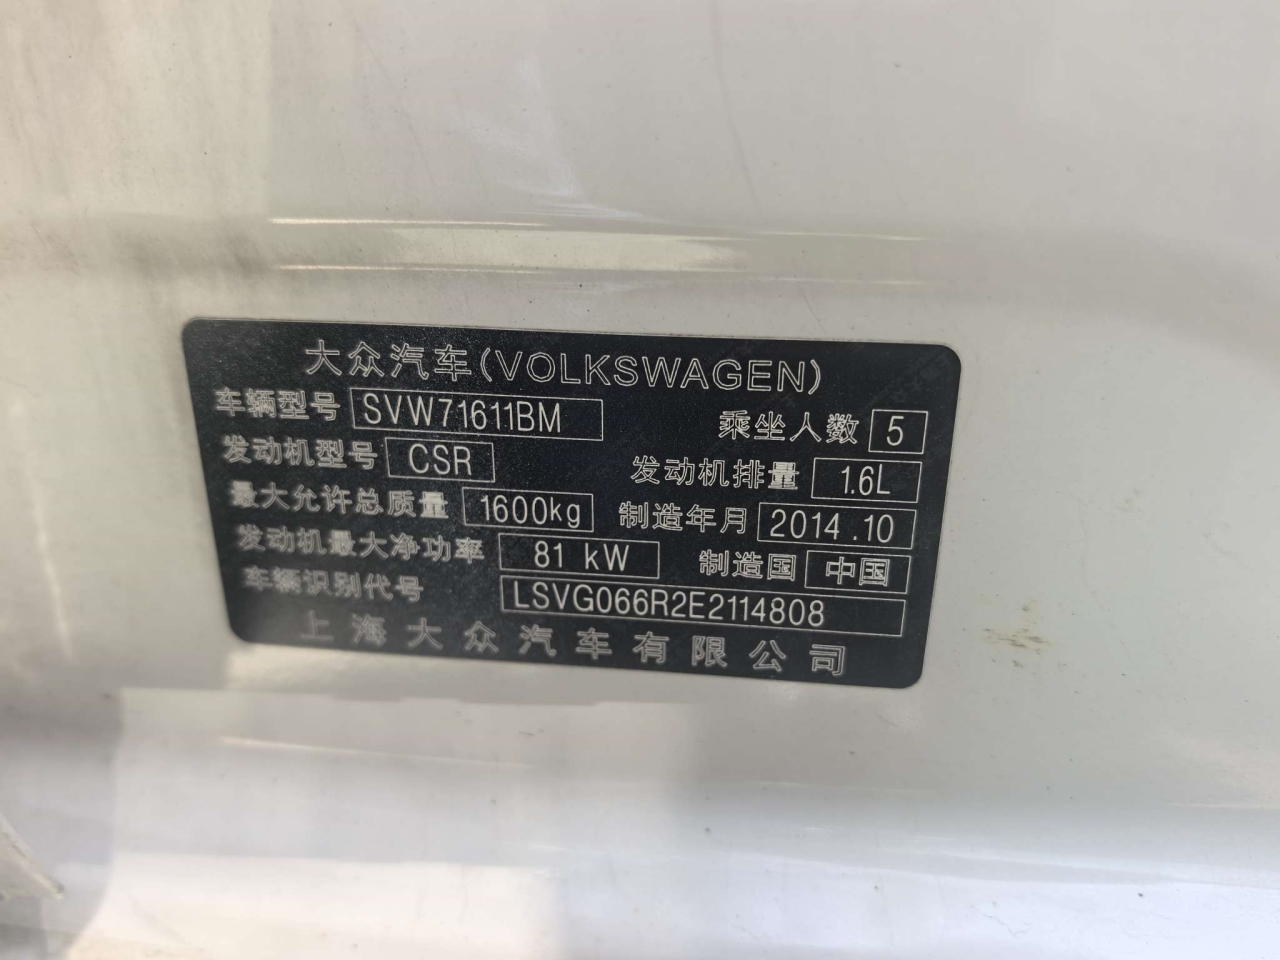 大众汽车(VOLKSWAGEN)
车辆型号 SVW71611BM 乘坐人数 5
发动机型号 CSR 发动机排量 1.6L
最大允许总质量 1600kg 制造年月 2014.10
发动机最大净功率 81 kW 制造国 中国
车辆识别代号 LSVG066R2E2114808
上海大众汽车有限公司